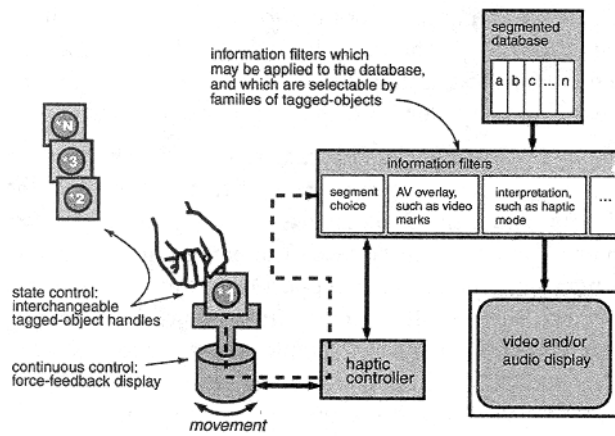 segmented
database
a b c ... n
information filters which
may be applied to the database,
and which are selectable by
families of tagged-objects
information filters
segment
choice
AV overlay,
such as video
marks
interpretation,
such as haptic
mode
...
*N
*3
*2
*1
state control:
interchangeable
tagged-object handles
continuous control:
force-feedback display
haptic
controller
video and/or
audio display
movement